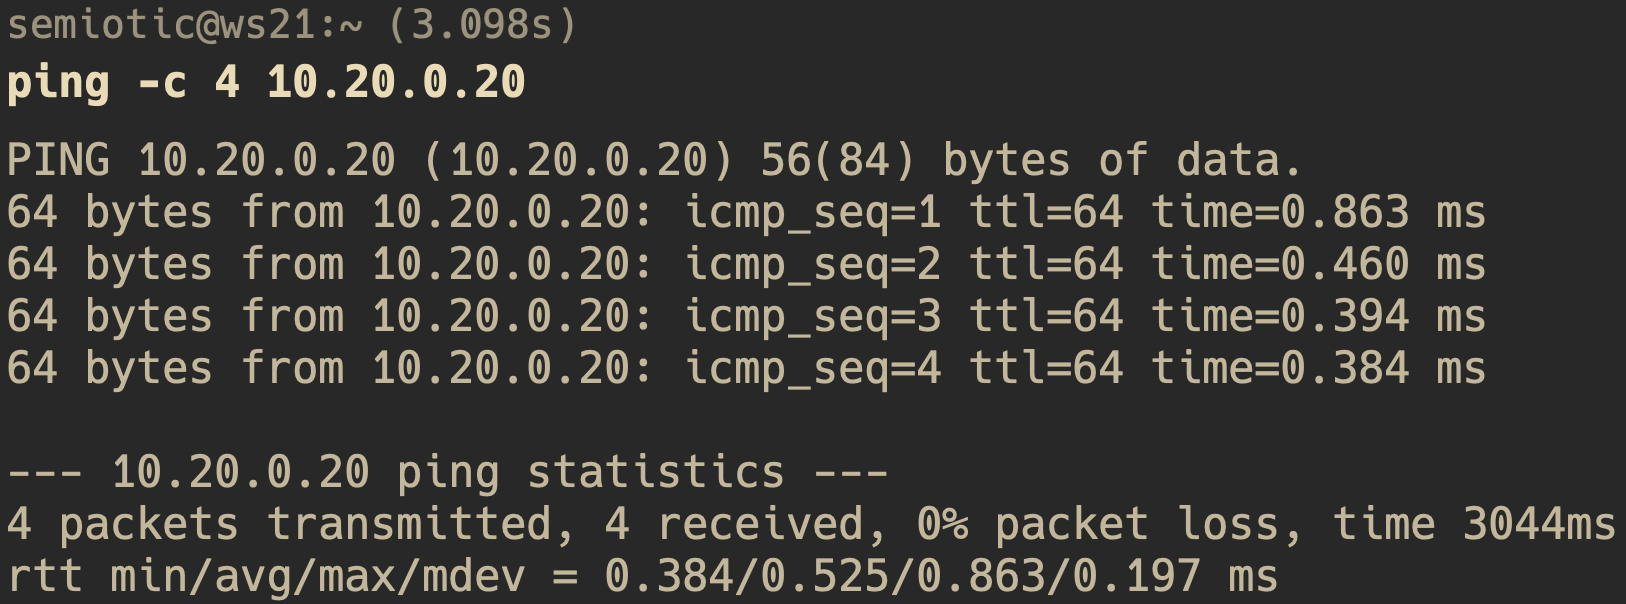 semiotic@ws21:~ (3.098s)
ping -c 4 10.20.0.20
PING 10.20.0.20 (10.20.0.20) 56(84) bytes of data.
64 bytes from 10.20.0.20: icmp_seq=1 ttl=64 time=0.863 ms
64 bytes from 10.20.0.20: icmp_seq=2 ttl=64 time=0.460 ms
64 bytes from 10.20.0.20: icmp_seq=3 ttl=64 time=0.394 ms
64 bytes from 10.20.0.20: icmp_seq=4 ttl=64 time=0.384 ms
--- 10.20.0.20 ping statistics ---
4 packets transmitted, 4 received, 0% packet loss, time 3044ms
rtt min/avg/max/mdev = 0.384/0.525/0.863/0.197 ms